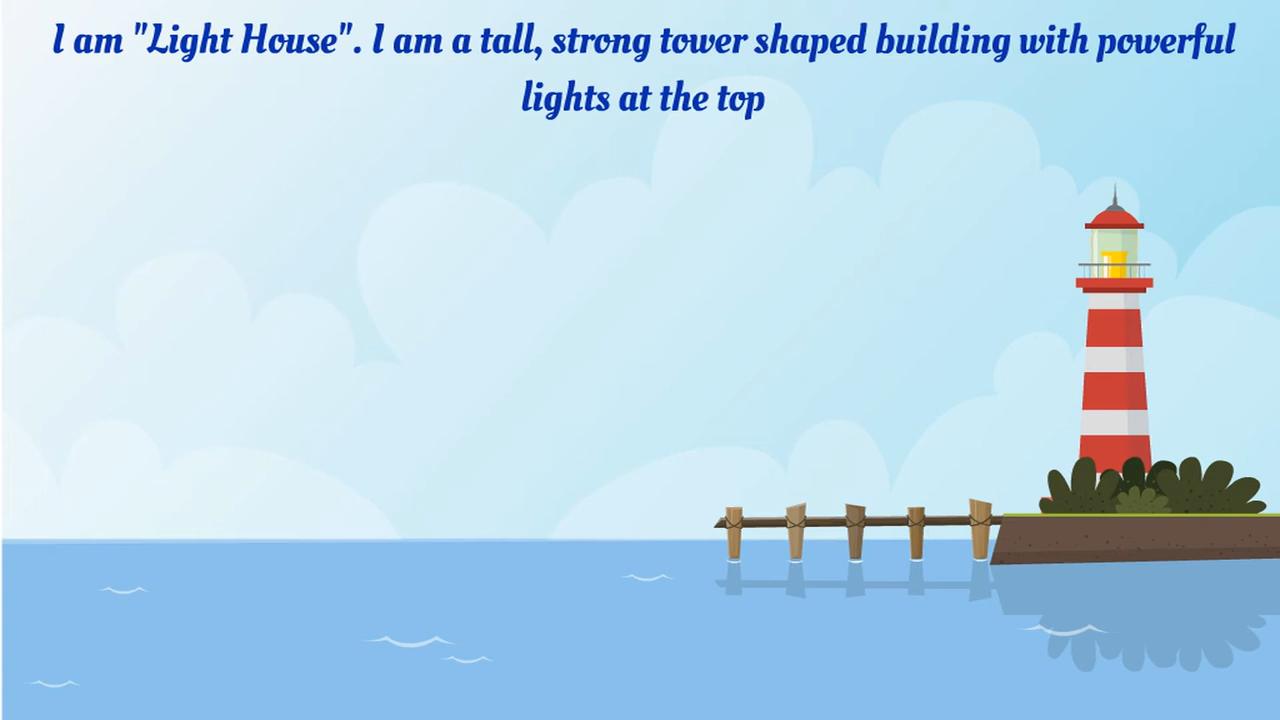 I am "Light House". I am a tall, strong tower shaped building with powerful
lights at the top